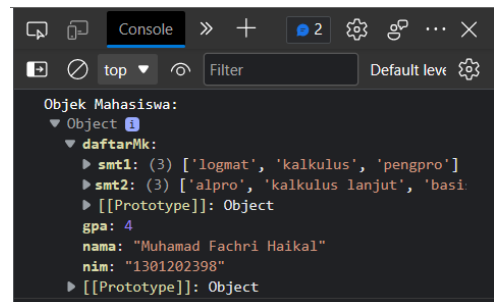 Console 2
top Filter Default leve
Objek Mahasiswa:
Object i
daftarMk:
smt1: (3) ['logmat', 'kalkulus', 'pengpro']
smt2: (3) ['alpro', 'kalkulus lanjut', 'basi
[[Prototype]]: Object
gpa: 4
nama: "Muhamad Fachri Haikal"
nim: "1301202398"
[[Prototype]]: Object